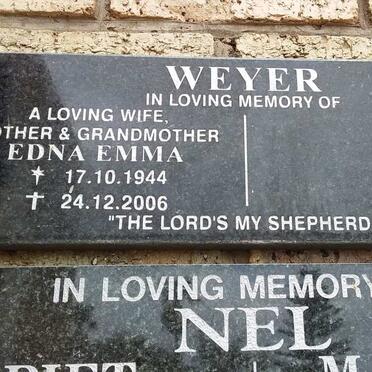 WEYER
IN LOVING MEMORY OF
A LOVING WIFE,
OTHER & GRANDMOTHER
EDNA EMMA
* 17.10.1944
† 24.12.2006
"THE LORD'S MY SHEPHERD
IN LOVING MEMORY
NEL